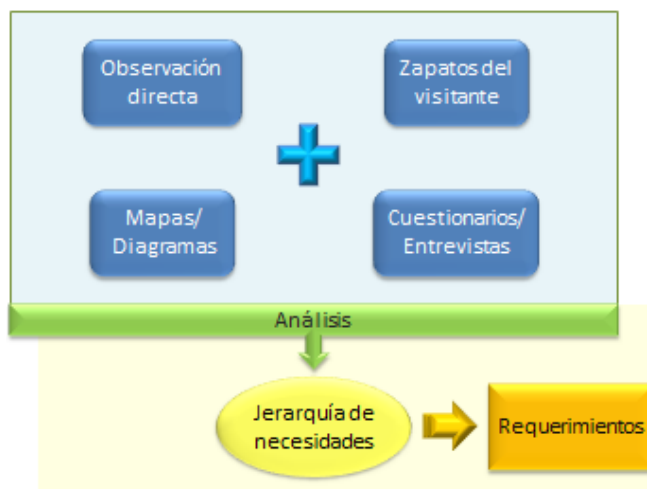 Observación
directa
Zapatos del
visitante
Mapas/
Diagramas
Cuestionarios/
Entrevistas
Análisis
Jerarquía de
necesidades
Requerimientos